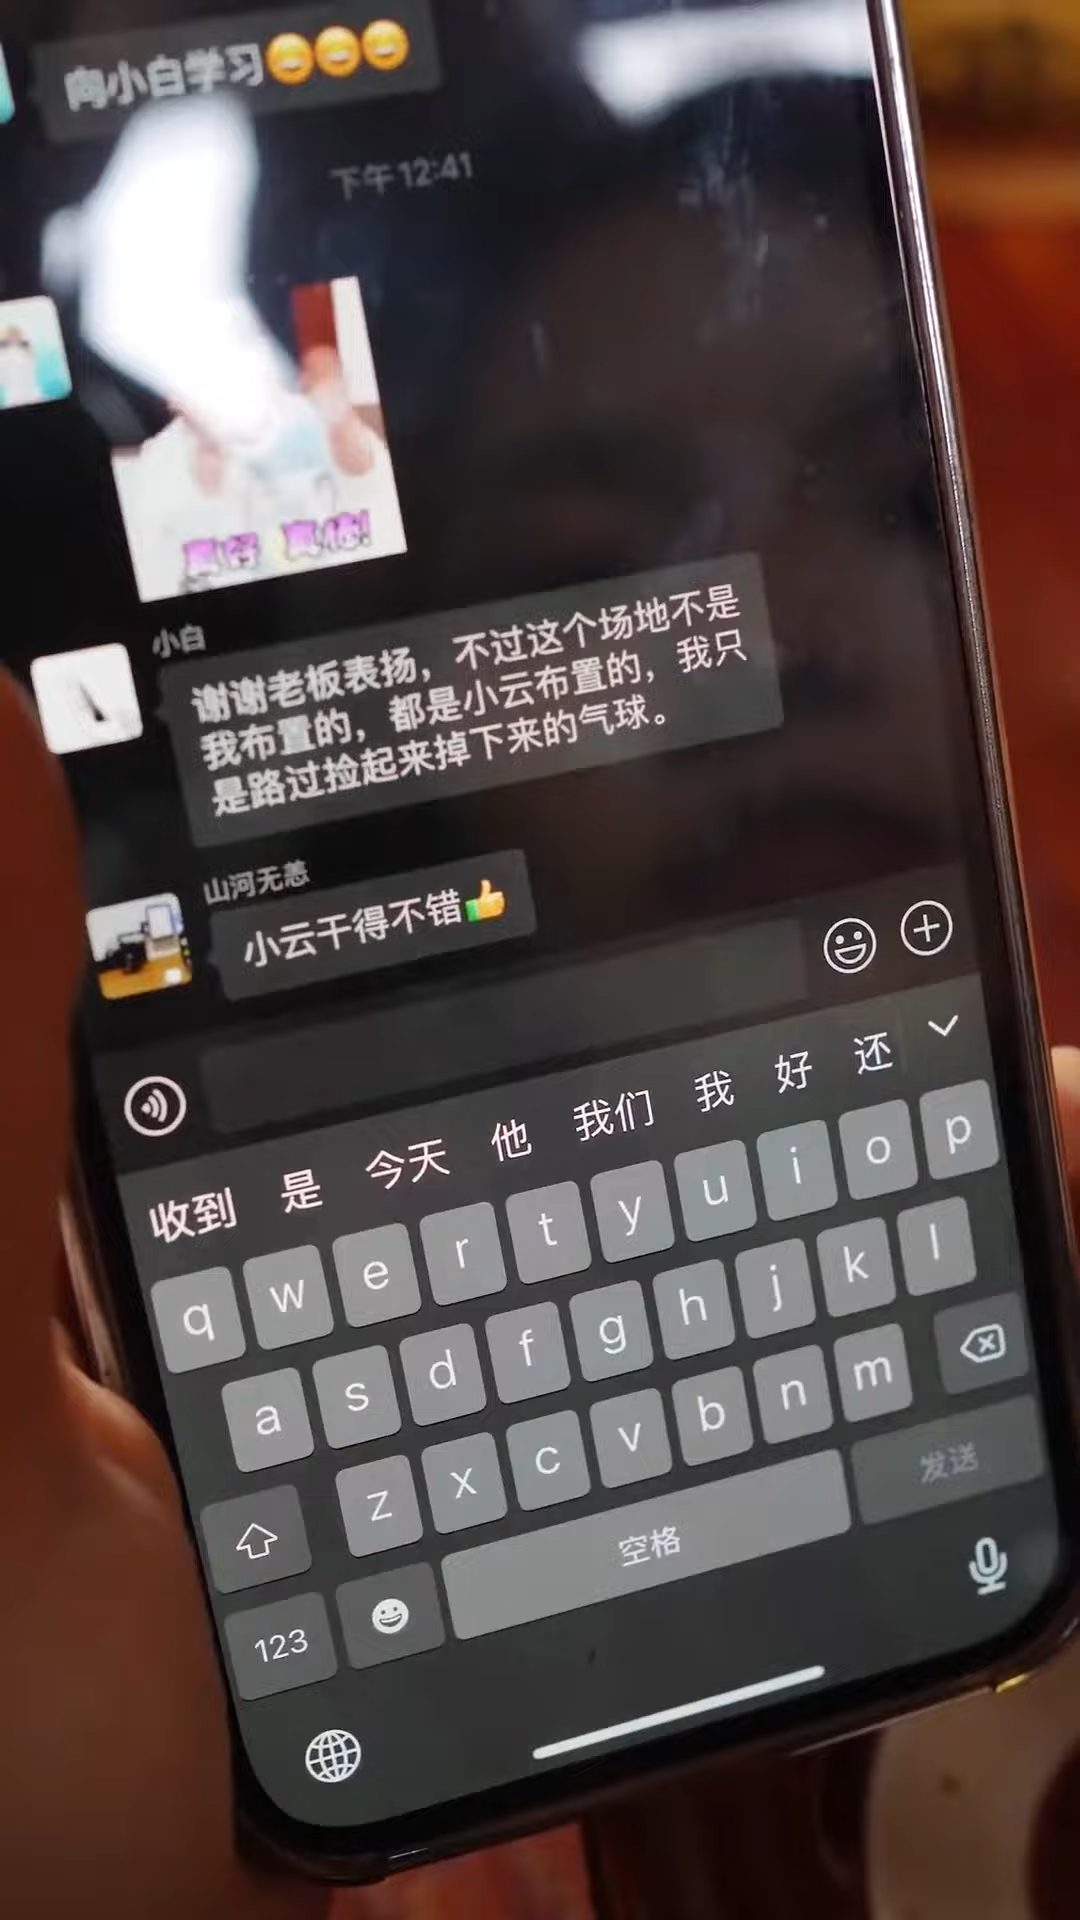 向小白学习😄😄😄
下午 12:41
真好 真棒!
小白
谢谢老板表扬，不过这个场地不是
我布置的，都是小云布置的，我只
是路过捡起来掉下来的气球。
山河无恙
小云干得不错👍
收到 是 今天 他 我们 我 好 还
q w e r t y u i o p
a s d f g h j k l
z x c v b n m
123 空格 发送